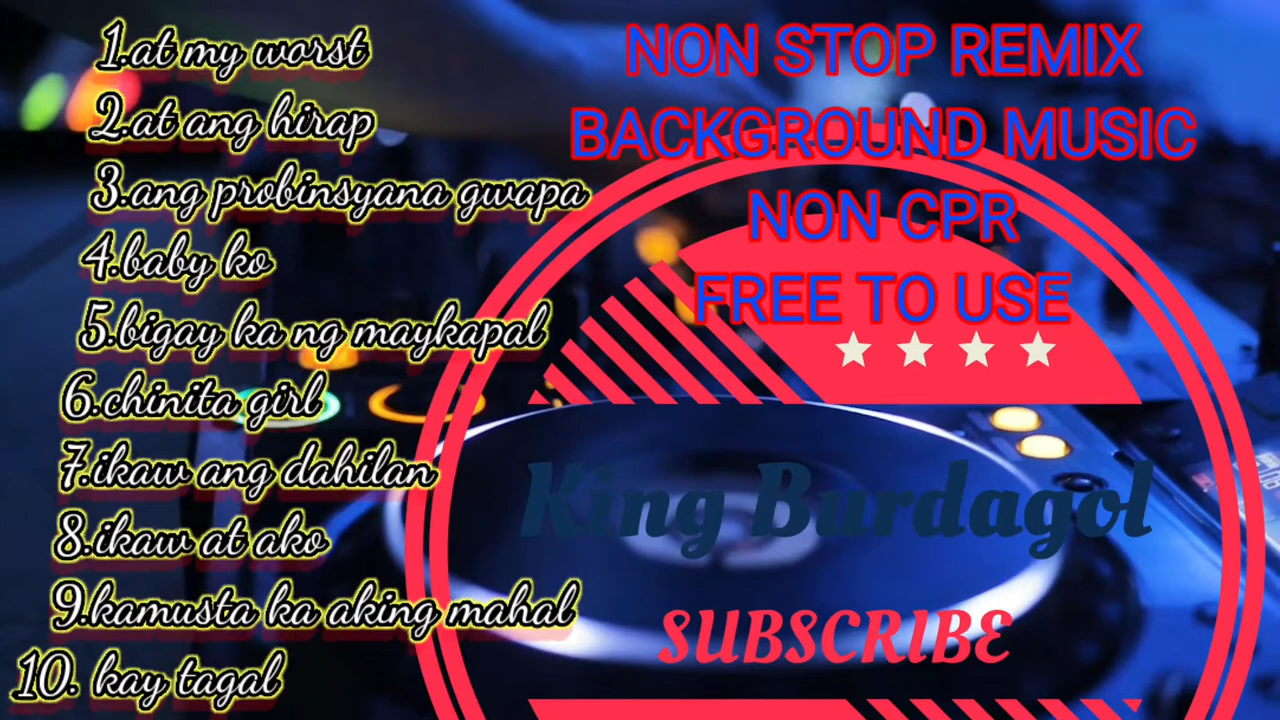 1.at my worst
2.at ang hirap
3.ang probinsyana gwapa
4.baby ko
5.bigay ka ng maykapal
6.chinita girl
7.ikaw ang dahilan
8.ikaw at ako
9.kamusta ka aking mahal
10. kay tagal
NON STOP REMIX
BACKGROUND MUSIC
NON CPR
FREE TO USE
King Burdagol
SUBSCRIBE